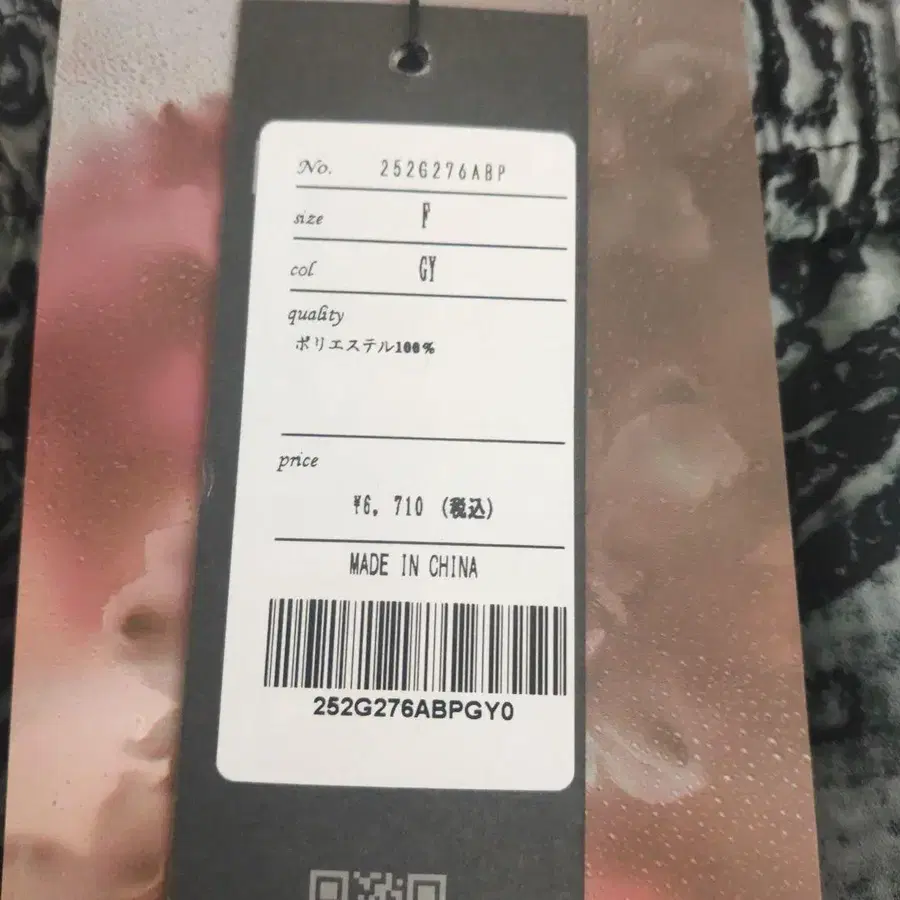 No. 252G276ABP
size F
col GY
quality
ポリエステル100%
price
¥6,710 (税込)
MADE IN CHINA
252G276ABPGY0